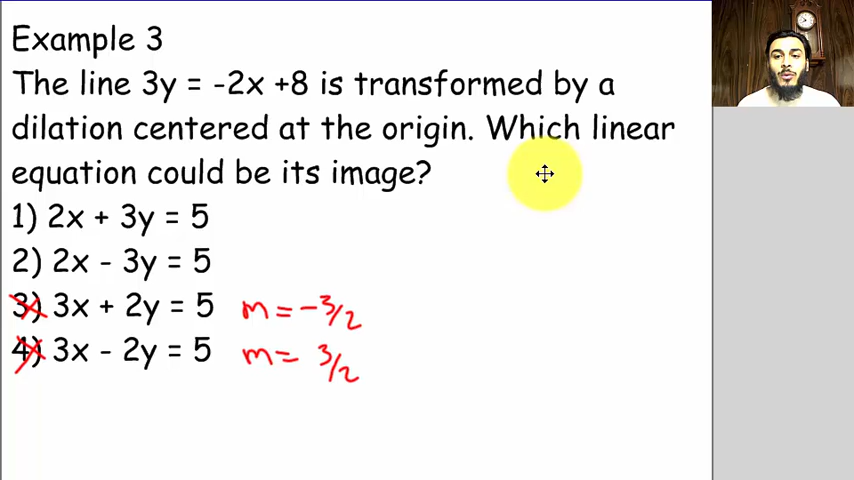 Example 3
The line 3y = -2x +8 is transformed by a
dilation centered at the origin. Which linear
equation could be its image?
1) 2x + 3y = 5
2) 2x - 3y = 5
3) 3x + 2y = 5 m = -3/2
4) 3x - 2y = 5 m = 3/2